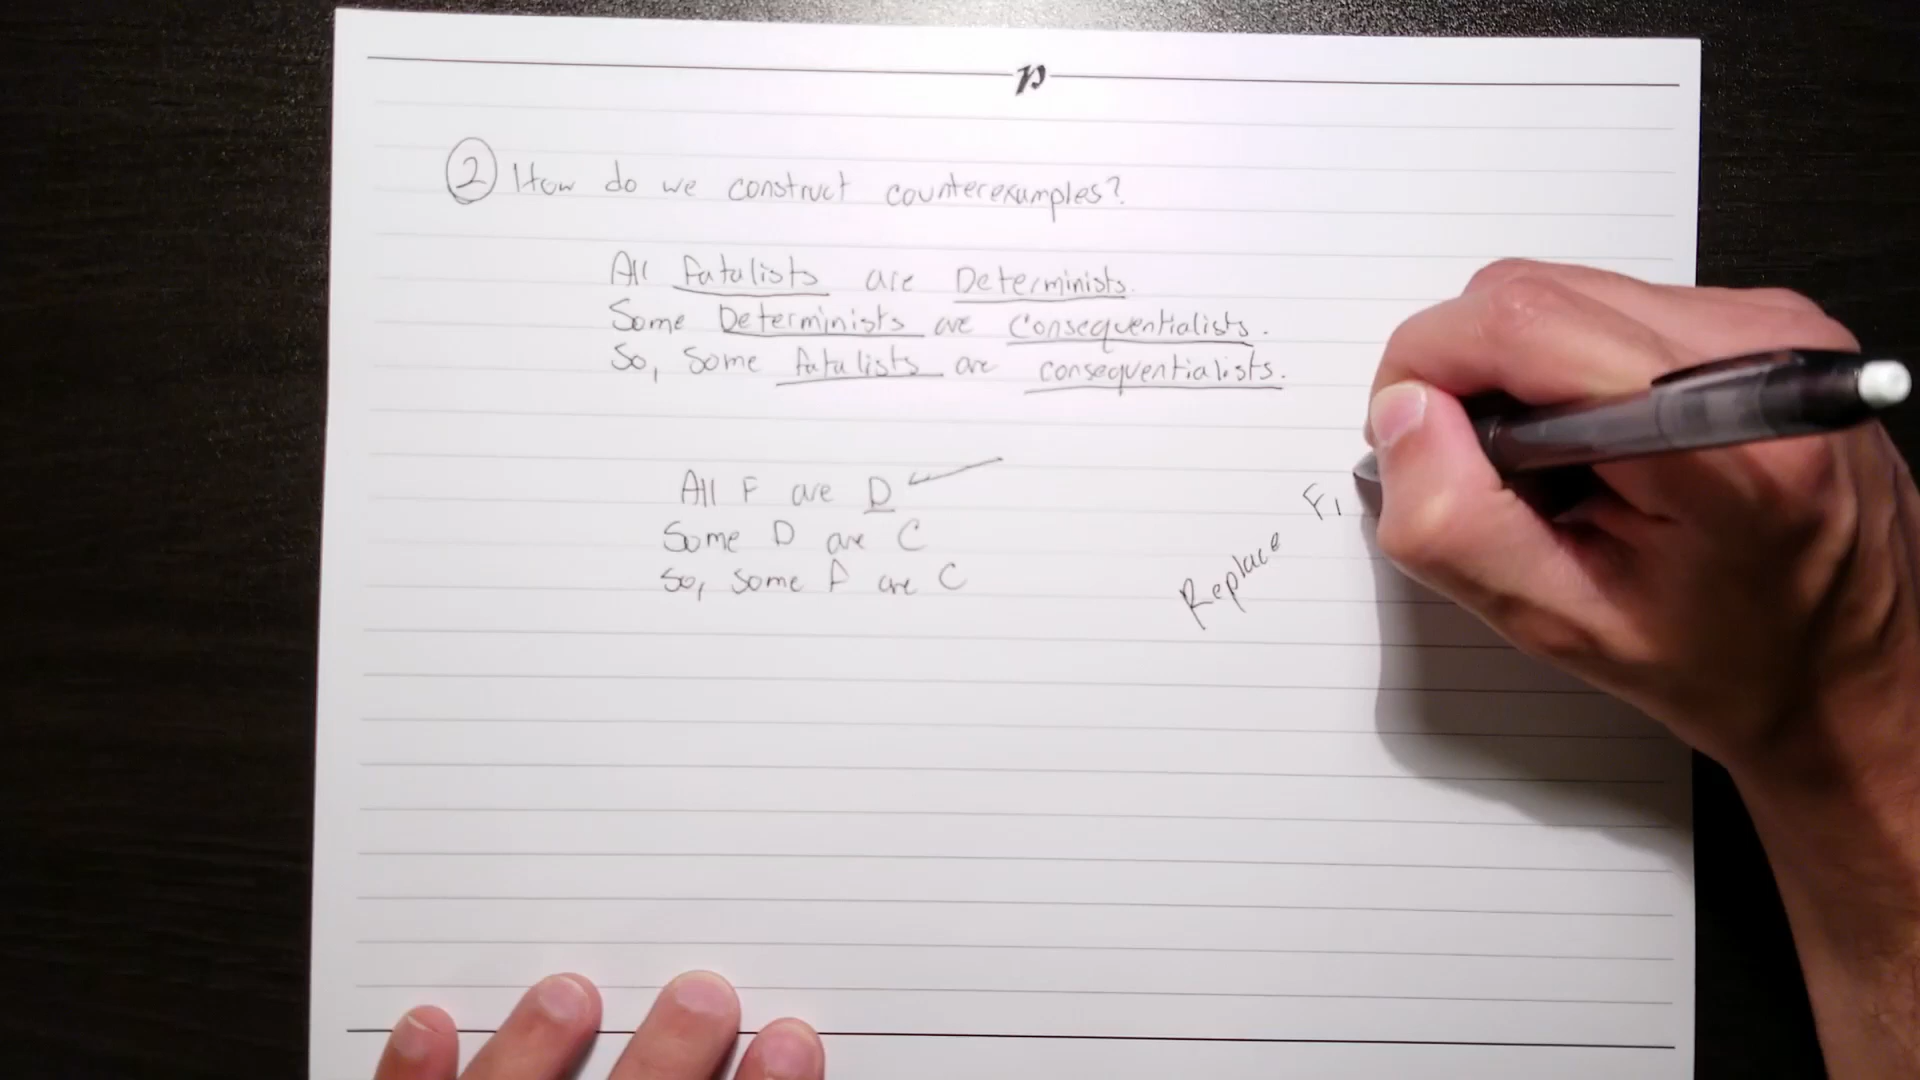 p
② How do we construct counterexamples?
All fatalists are Determinists.
Some Determinists are Consequentialists.
So, some fatalists are consequentialists.
All F are D
Some D are C
So, some F are C
Replace F,